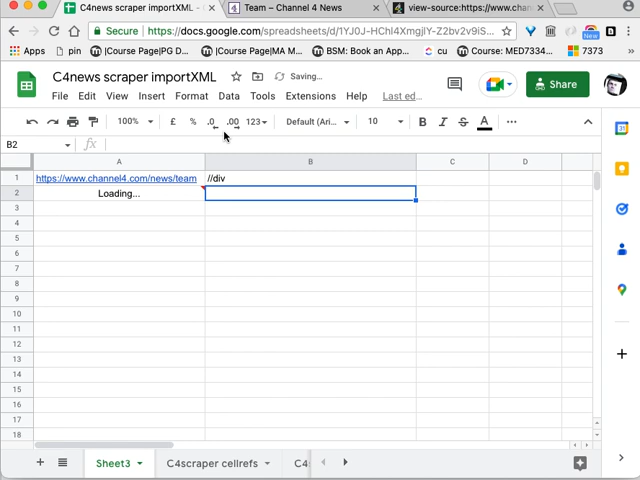 C4news scraper importXML -
Team – Channel 4 News
view-source:https://www.chan
Secure
https://docs.google.com/spreadsheets/d/1YJ0J-HChl4XmgjlY-Z2bv2v9iS...
New
Apps
pin
|Course Page|PG D...
|Course Page|MA M...
BSM: Book an App...
cu
Course: MED7334...
7373
C4news scraper importXML
Saving...
Share
File Edit View Insert Format Data Tools Extensions Help Last ed...
100% £ % .0 .00 123 Default (Ari... 10 B I S A ...
B2 fx
A B C D
1 https://www.channel4.com/news/team //div
2 Loading...
3
4
5
6
7
8
9
10
11
12
13
14
15
16
17
18
Sheet3 C4scraper cellrefs